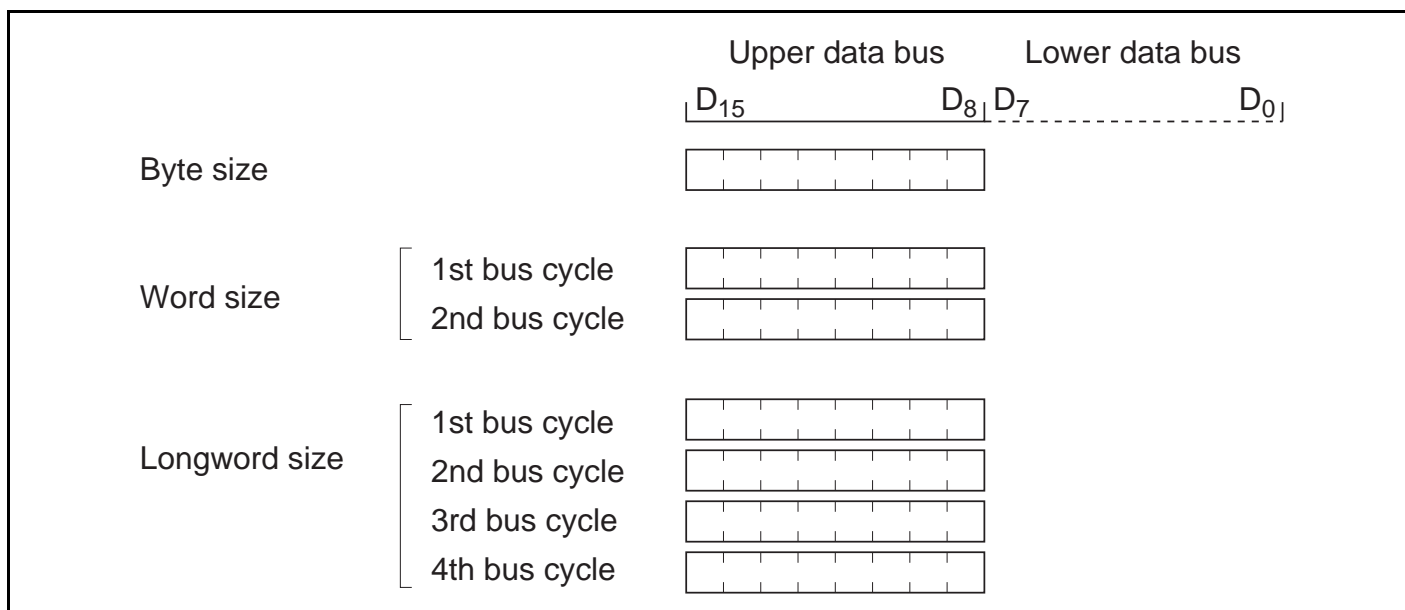 Upper data bus Lower data bus
D15 D8 D7 D0
Byte size
Word size
1st bus cycle
2nd bus cycle
Longword size
1st bus cycle
2nd bus cycle
3rd bus cycle
4th bus cycle